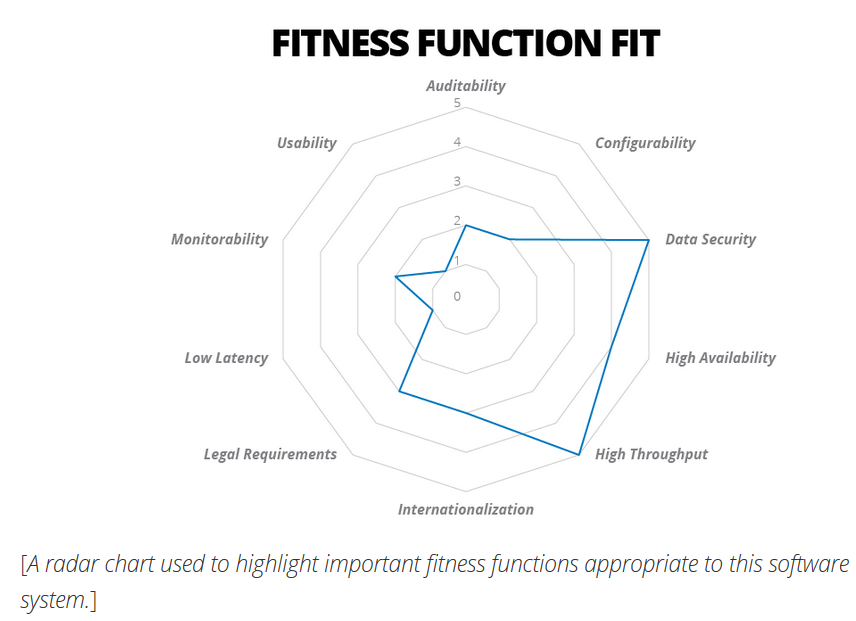 FITNESS FUNCTION FIT
Auditability
5
Usability
Configurability
4
3
Monitorability
Data Security
2
1
0
Low Latency
High Availability
Legal Requirements
High Throughput
Internationalization
[A radar chart used to highlight important fitness functions appropriate to this software
system.]